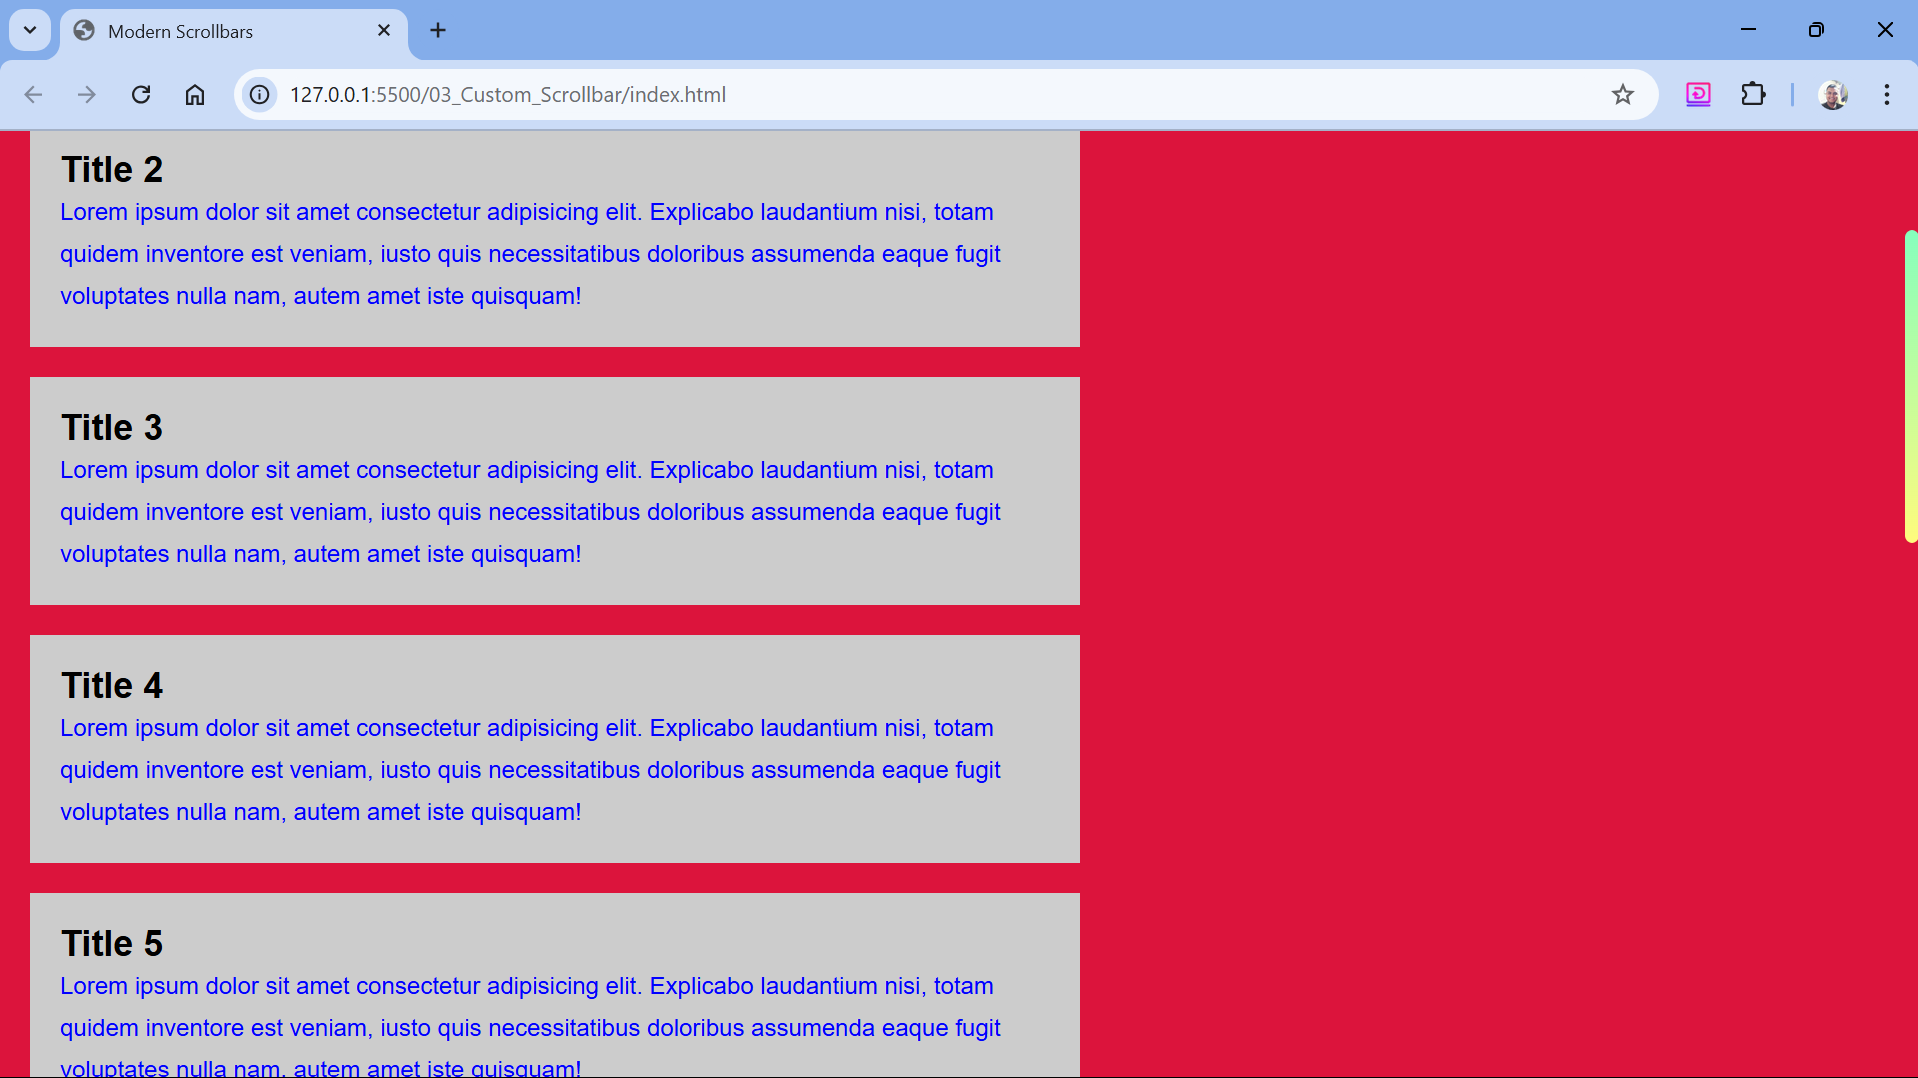 Modern Scrollbars
127.0.0.1:5500/03_Custom_Scrollbar/index.html
Title 2
Lorem ipsum dolor sit amet consectetur adipisicing elit. Explicabo laudantium nisi, totam
quidem inventore est veniam, iusto quis necessitatibus doloribus assumenda eaque fugit
voluptates nulla nam, autem amet iste quisquam!
Title 3
Lorem ipsum dolor sit amet consectetur adipisicing elit. Explicabo laudantium nisi, totam
quidem inventore est veniam, iusto quis necessitatibus doloribus assumenda eaque fugit
voluptates nulla nam, autem amet iste quisquam!
Title 4
Lorem ipsum dolor sit amet consectetur adipisicing elit. Explicabo laudantium nisi, totam
quidem inventore est veniam, iusto quis necessitatibus doloribus assumenda eaque fugit
voluptates nulla nam, autem amet iste quisquam!
Title 5
Lorem ipsum dolor sit amet consectetur adipisicing elit. Explicabo laudantium nisi, totam
quidem inventore est veniam, iusto quis necessitatibus doloribus assumenda eaque fugit
voluptates nulla nam, autem amet iste quisquam!